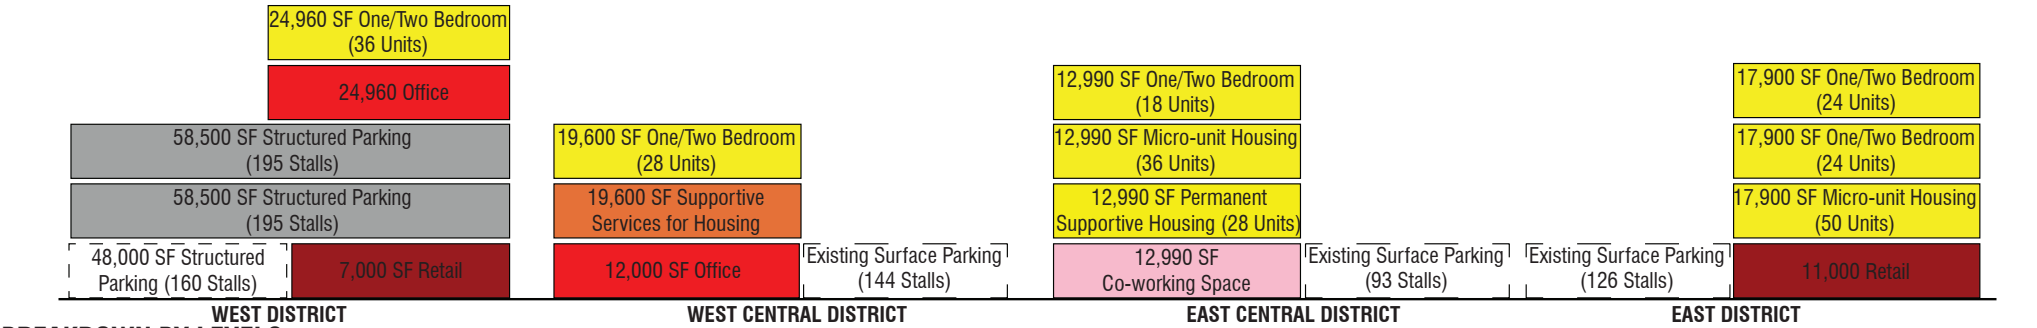 24,960 SF One/Two Bedroom
(36 Units)
24,960 Office
58,500 SF Structured Parking
(195 Stalls)
58,500 SF Structured Parking
(195 Stalls)
48,000 SF Structured
Parking (160 Stalls)
7,000 SF Retail
WEST DISTRICT
19,600 SF One/Two Bedroom
(28 Units)
19,600 SF Supportive
Services for Housing
12,000 SF Office
Existing Surface Parking
(144 Stalls)
WEST CENTRAL DISTRICT
12,990 SF One/Two Bedroom
(18 Units)
12,990 SF Micro-unit Housing
(36 Units)
12,990 SF Permanent
Supportive Housing (28 Units)
12,990 SF
Co-working Space
Existing Surface Parking
(93 Stalls)
EAST CENTRAL DISTRICT
17,900 SF One/Two Bedroom
(24 Units)
17,900 SF One/Two Bedroom
(24 Units)
17,900 SF Micro-unit Housing
(50 Units)
Existing Surface Parking
(126 Stalls)
11,000 Retail
EAST DISTRICT
BREAKDOWN BY LEVELS